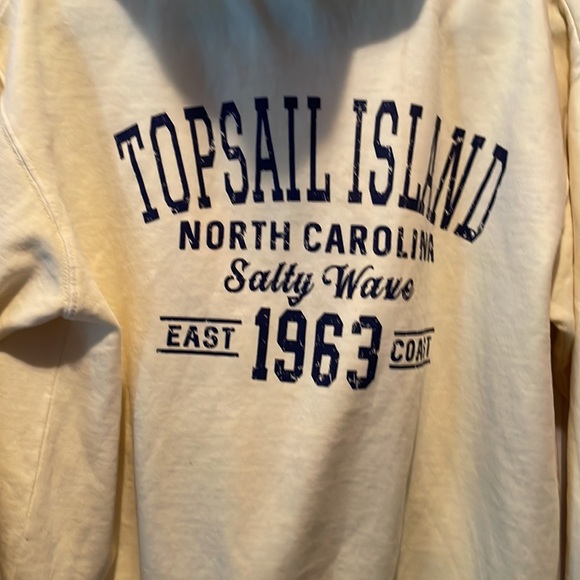 TOPSAIL ISLAND
NORTH CAROLINA
Salty Wave
EAST 1963 COAST